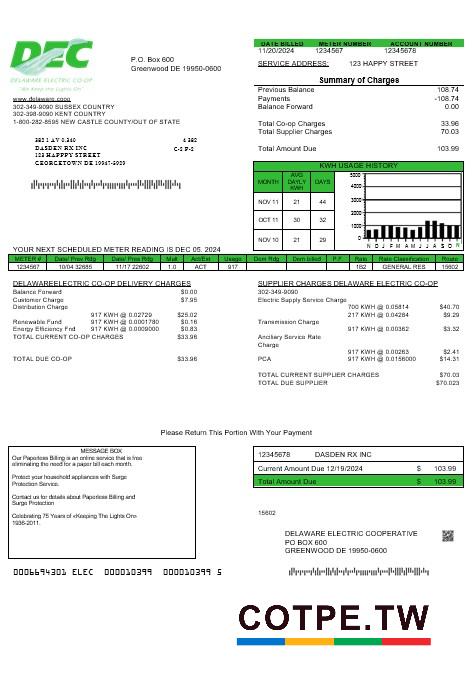 DEC
DELAWARE ELECTRIC CO-OP
"We Keep the Lights On"
P.O. Box 600
Greenwood DE 19950-0600
www.delaware.coop
302-349-9090 SUSSEX COUNTRY
302-398-9090 KENT COUNTRY
1-800-282-8595 NEW CASTLE COUNTY/OUT OF STATE
382 1 AV 0.340 4 382
DASDEN RX INC C-2 P-2
123 HAPPPY STREET
GEORGETOWN DE 19947-9499
DATE BILLED METER NUMBER ACCOUNT NUMBER
11/20/2024 1234567 12345678
SERVICE ADDRESS: 123 HAPPY STREET
Summary of Charges
Previous Balance 108.74
Payments -108.74
Balance Forward 0.00
Total Co-op Charges 33.96
Total Supplier Charges 70.03
Total Amount Due 103.99
KWH USAGE HISTORY
MONTH AVG DAYLY KWH DAYS
NOV 11 21 44
OCT 11 30 32
NOV 10 21 29
5000
4000
3000
2000
1000
0
N D J F M A M J J A S O N
YOUR NEXT SCHEDULED METER READING IS DEC 05. 2024
METER # Date/ Prev Rdg Date/ Prev Rdg Mult Act/Est Usage Dem Rdg Dem billed P.F. Rate Rate Classification Route
1234567 10/04 32685 11/17 22602 1.0 ACT 917 1B2 GENERAL RES 15602
DELAWAREELECTRIC CO-OP DELIVERY CHARGES
Balance Forward $0.00
Customer Charge $7.95
Distribution Charge
917 KWH @ 0.02729 $25.02
Renewable Fund 917 KWH @ 0.0001780 $0.16
Energy Efficiency Fnd 917 KWH @ 0.0009000 $0.83
TOTAL CURRENT CO-OPY CHARGES $33.96
TOTAL DUE CO-OP $33.96
SUPPLIER CHARGES DELAWARE ELECTRIC CO-OP
302-349-9090
Electric Supply Service Charge
700 KWH @ 0.05814 $40.70
217 KWH @ 0.04284 $9.29
Transmission Charge
917 KWH @ 0.00362 $3.32
Ancillary Service Rate
Charge
917 KWH @ 0.00263 $2.41
PCA 917 KWH @ 0.0156000 $14.31
TOTAL CURRENT SUPPLIER CHARGES $70.03
TOTAL DUE SUPPLIER $70.023
Please Return This Portion With Your Payment
MESSAGE BOX
Our Paperless Billing is an online service that is free
eliminating the need for a paper bill each month.
Protect your household appliances with Surge
Protection Service.
Contact us for details about Paperless Billing and
Surge Protection
Celebrating 75 Years of «Keeping The Lights On»
1936-2011.
12345678 DASDEN RX INC
Current Amount Due 12/19/2024 $ 103.99
Total Amount Due $ 103.99
15602
DELAWARE ELECTRIC COOPERATIVE
PO BOX 600
GREENWOOD DE 19950-0600
0006694301 ELEC 0000010399 0000010399 5
COTPE.TW